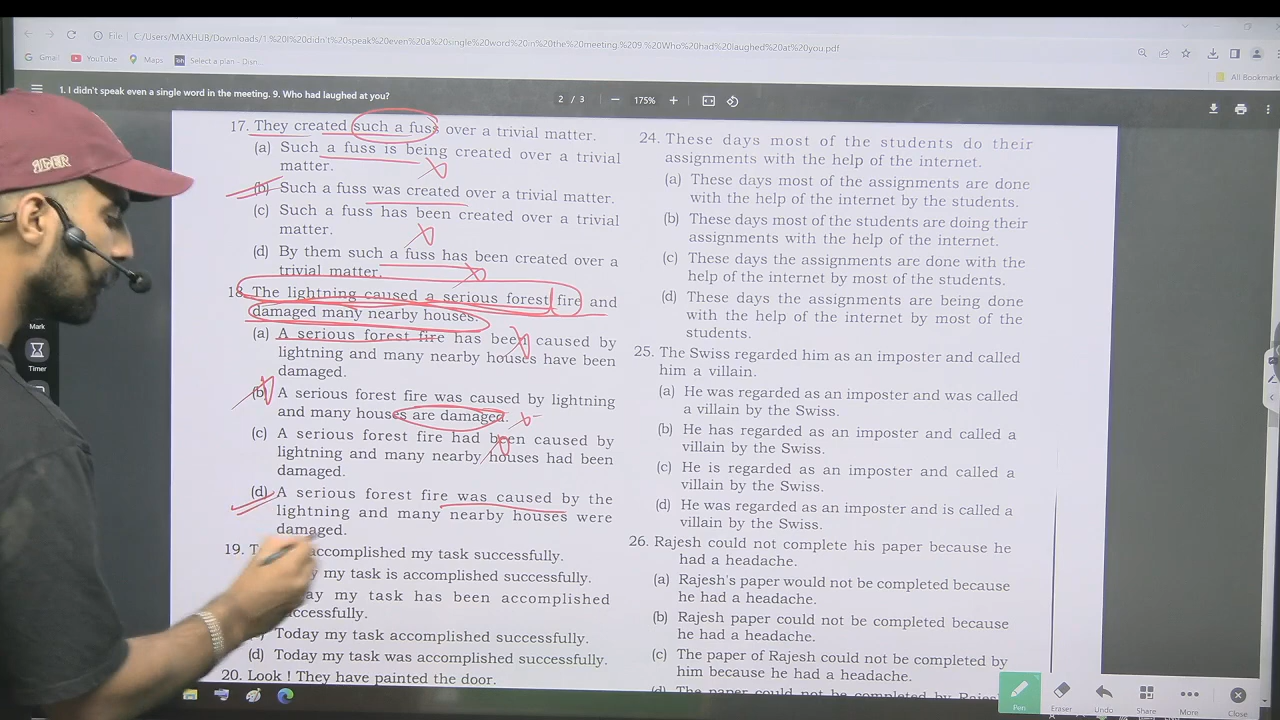 File C:/Users/MAXHUB/Downloads/1.%20I%20didn't%20speak%20even%20a%20single%20word%20in%20the%20meeting.%209.%20Who%20had%20laughed%20at%20you.pdf
Gmail YouTube Maps Select a plan - Disn...
All Bookmark
1. I didn't speak even a single word in the meeting. 9. Who had laughed at you?
2 / 3 — 175% +
17. They created such a fuss over a trivial matter.
(a) Such a fuss is being created over a trivial
matter.
(b) Such a fuss was created over a trivial matter.
(c) Such a fuss has been created over a trivial
matter.
(d) By them such a fuss has been created over a
trivial matter.
18. The lightning caused a serious forest fire and
damaged many nearby houses.
(a) A serious forest fire has been caused by
lightning and many nearby houses have been
damaged.
(b) A serious forest fire was caused by lightning
and many houses are damaged.
(c) A serious forest fire had been caused by
lightning and many nearby houses had been
damaged.
(d) A serious forest fire was caused by the
lightning and many nearby houses were
damaged.
19. accomplished my task successfully.
my task is accomplished successfully.
my task has been accomplished
(d) Today my task was accomplished successfully.
Today my task accomplished successfully.
20. Look ! They have painted the door.
24. These days most of the students do their
assignments with the help of the internet.
(a) These days most of the assignments are done
with the help of the internet by the students.
(b) These days most of the students are doing their
assignments with the help of the internet.
(c) These days the assignments are done with the
help of the internet by most of the students.
(d) These days the assignments are being done
with the help of the internet by most of the
students.
25. The Swiss regarded him as an imposter and called
him a villain.
(a) He was regarded as an imposter and was called
a villain by the Swiss.
(b) He has regarded as an imposter and called a
villain by the Swiss.
(c) He is regarded as an imposter and called a
villain by the Swiss.
(d) He was regarded as an imposter and is called a
villain by the Swiss.
26. Rajesh could not complete his paper because he
had a headache.
(a) Rajesh's paper would not be completed because
he had a headache.
(b) Rajesh paper could not be completed because
he had a headache.
(c) The paper of Rajesh could not be completed by
him because he had a headache.
(d) The paper could not be completed by Rajesh
Mark
Timer
Pen Eraser Undo Share More Close